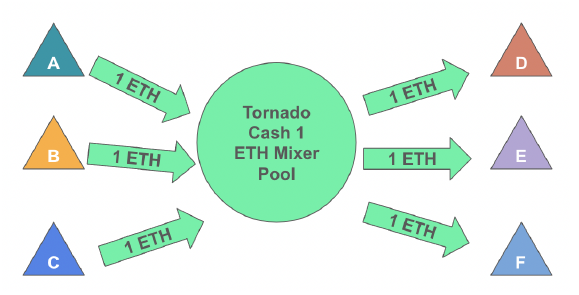 A
1 ETH
B
1 ETH
C
1 ETH
Tornado
Cash 1
ETH Mixer
Pool
1 ETH
D
1 ETH
E
1 ETH
F